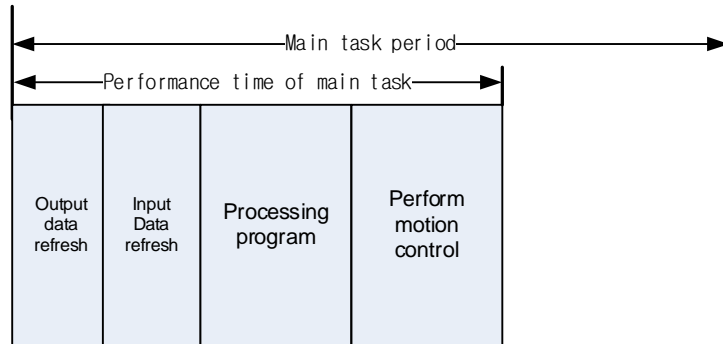 Main task period
Performance time of main task
Output
data
refresh
Input
Data
refresh
Processing
program
Perform
motion
control